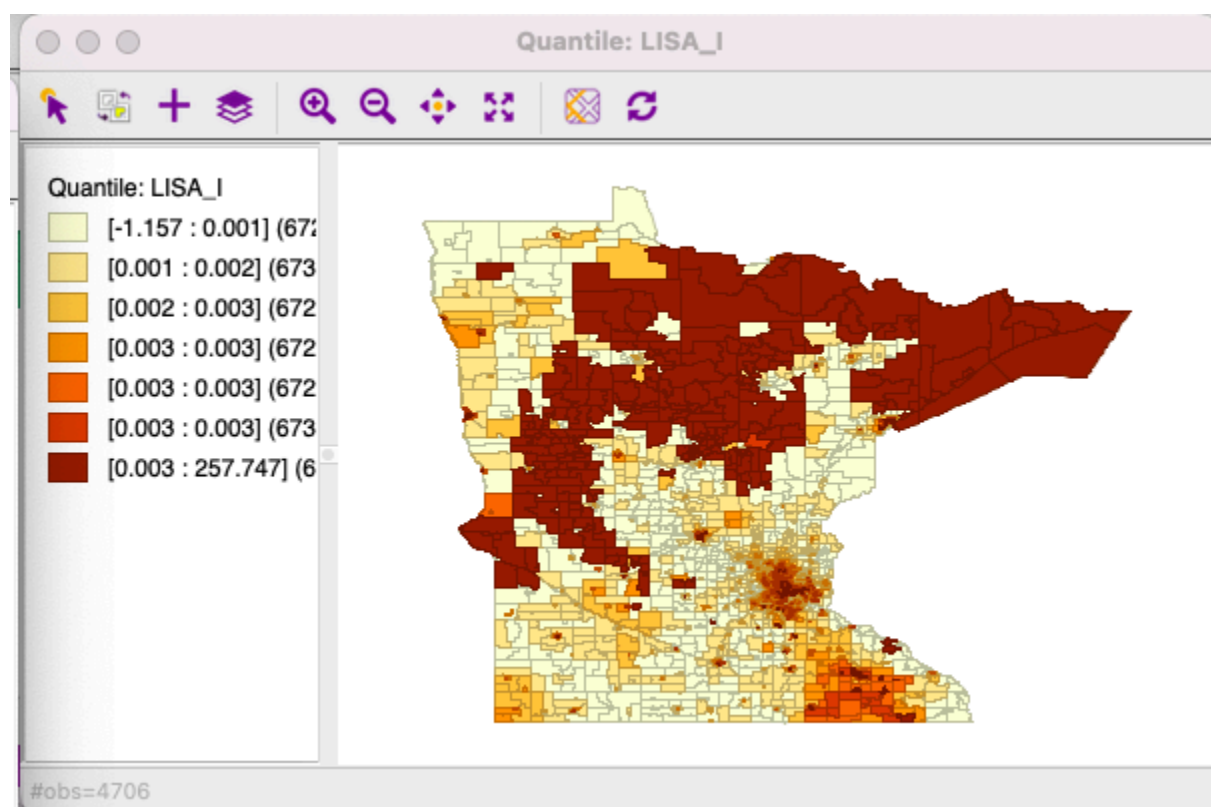 Quantile: LISA_I
Quantile: LISA_I
[-1.157 : 0.001] (672
[0.001 : 0.002] (673
[0.002 : 0.003] (672
[0.003 : 0.003] (672
[0.003 : 0.003] (672
[0.003 : 0.003] (673
[0.003 : 257.747] (6
#obs=4706